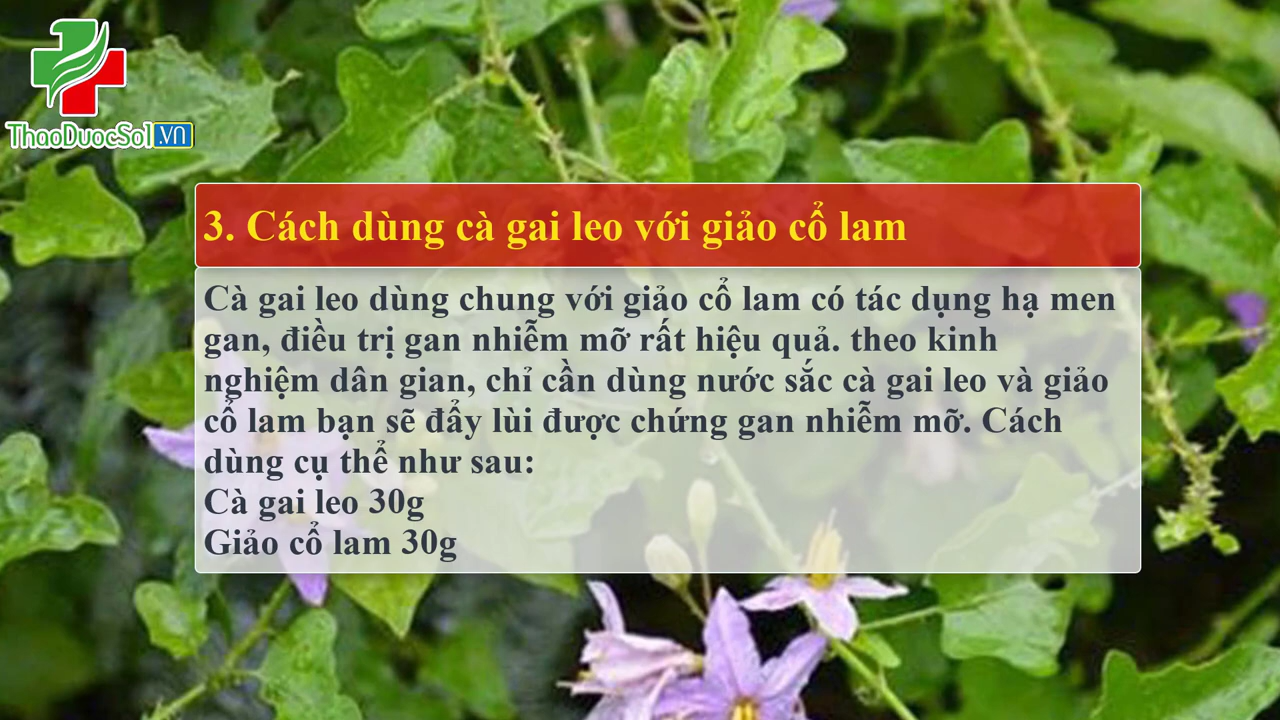 ThaoDuocSol.vn
3. Cách dùng cà gai leo với giảo cổ lam
Cà gai leo dùng chung với giảo cổ lam có tác dụng hạ men
gan, điều trị gan nhiễm mỡ rất hiệu quả. theo kinh
nghiệm dân gian, chỉ cần dùng nước sắc cà gai leo và giảo
cổ lam bạn sẽ đẩy lùi được chứng gan nhiễm mỡ. Cách
dùng cụ thể như sau:
Cà gai leo 30g
Giảo cổ lam 30g